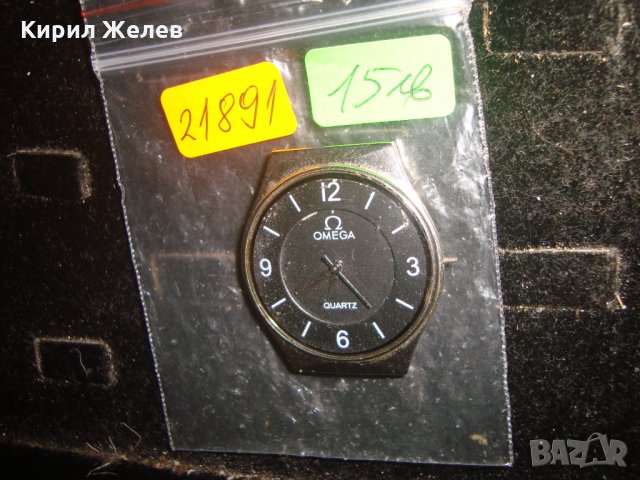 Кирил Желев
21891
15лв
12
Ω
OMEGA
9 3
QUARTZ
6
BAZAR